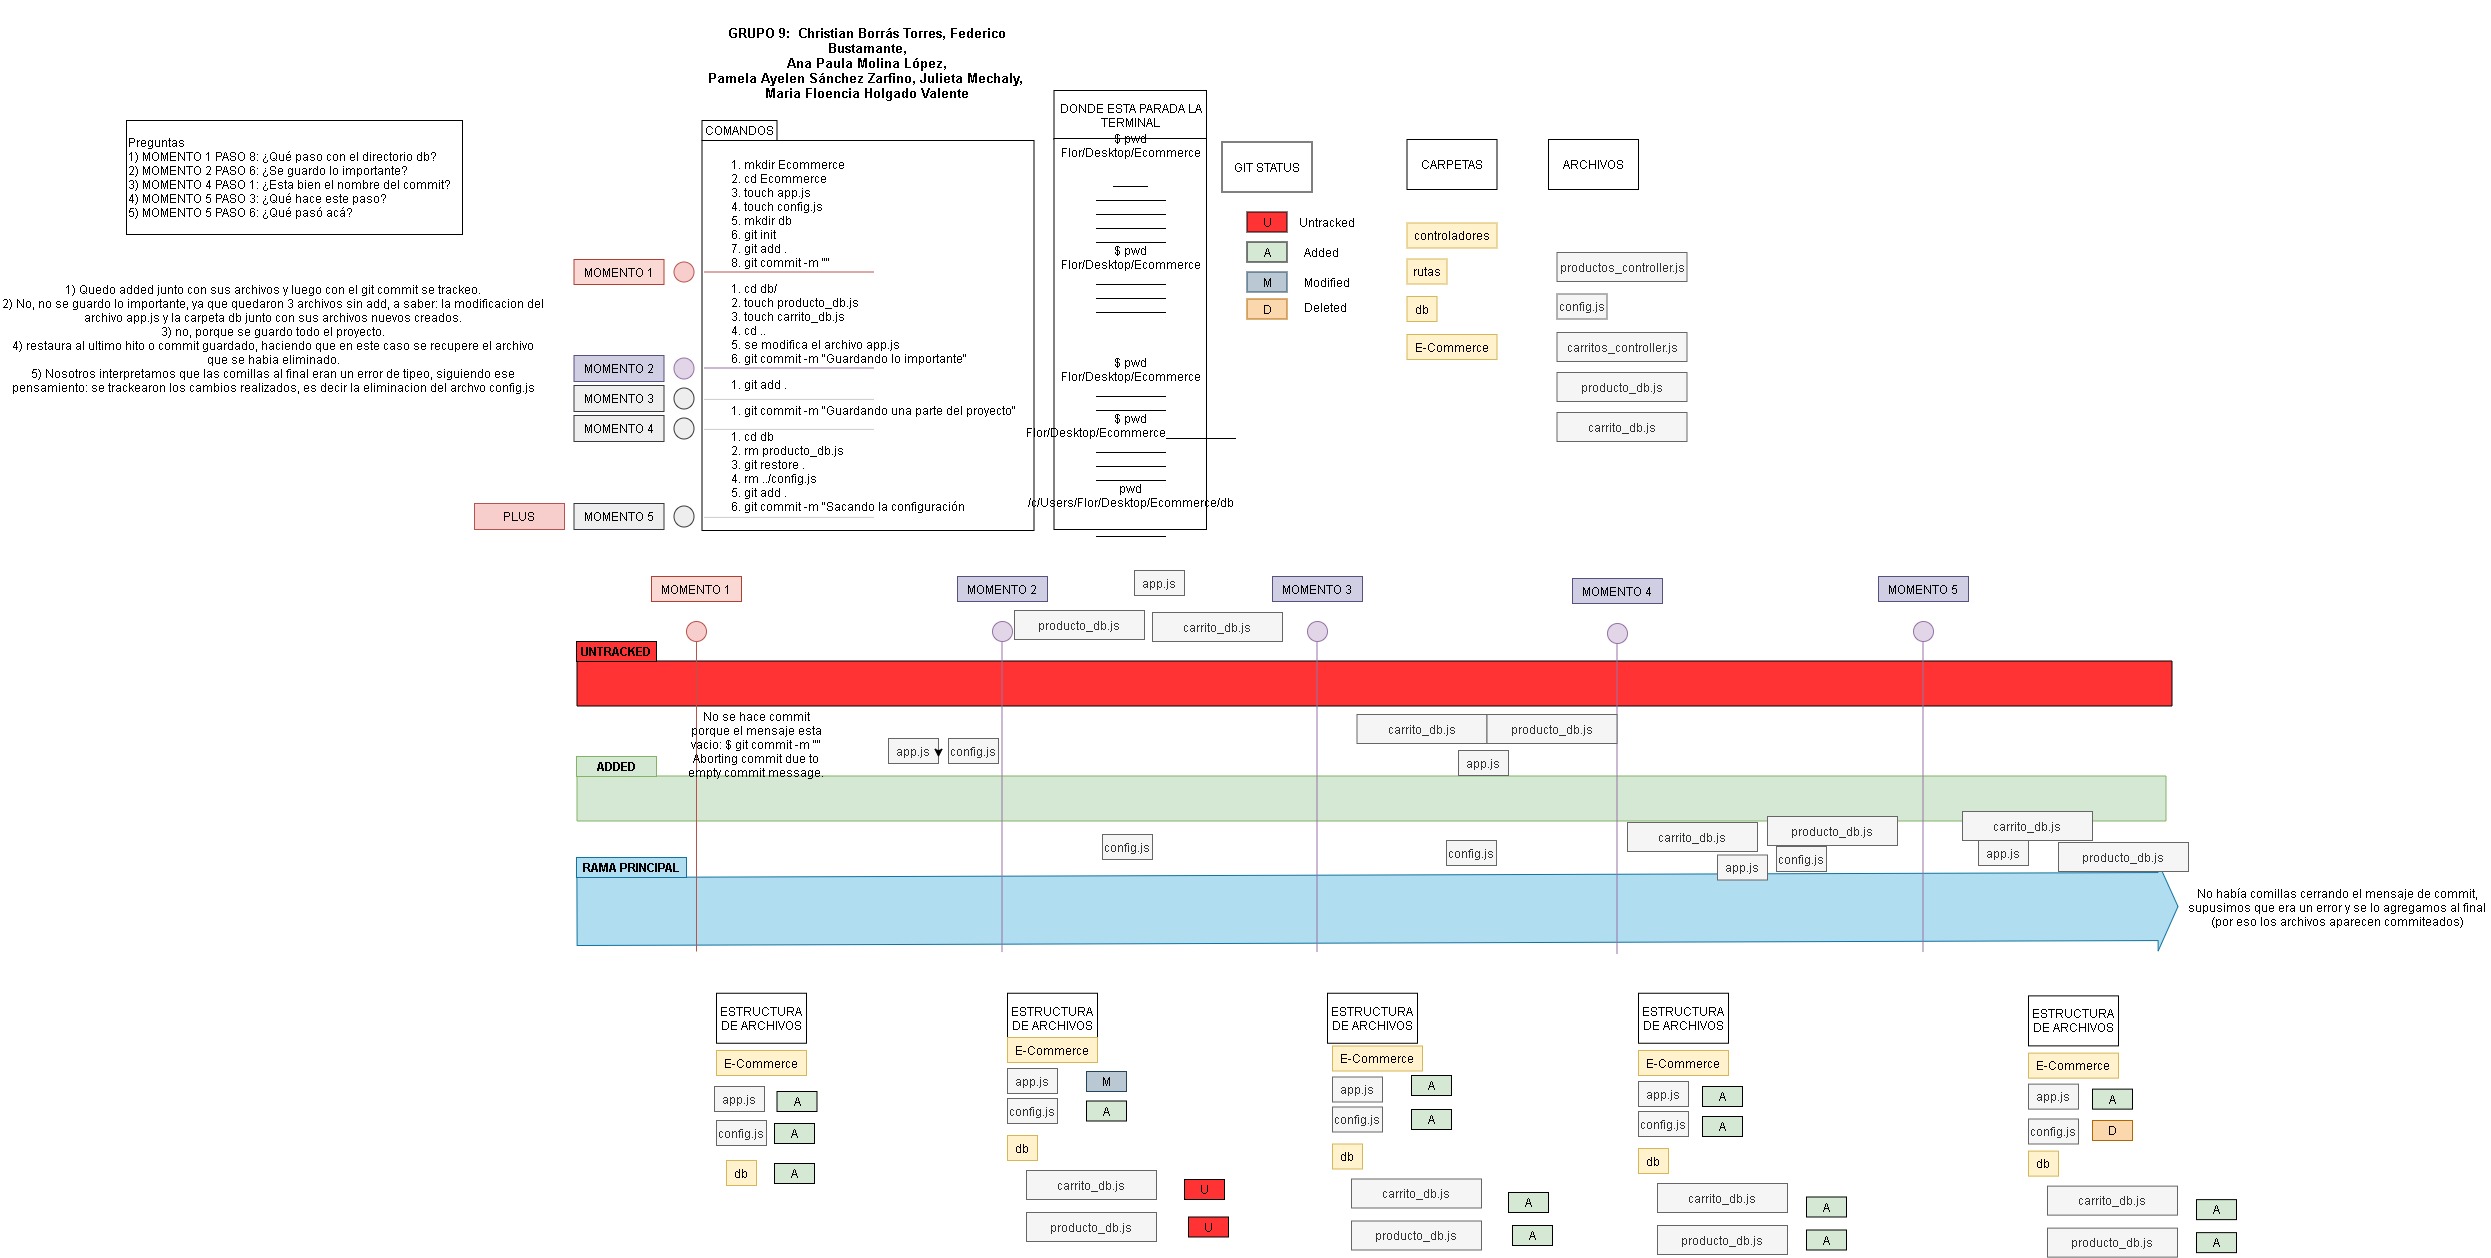 GRUPO 9:  Christian Borrás Torres, Federico
Bustamante,
Ana Paula Molina López,
Pamela Ayelen Sánchez Zarfino, Julieta Mechaly,
Maria Floencia Holgado Valente
Preguntas
1) MOMENTO 1 PASO 8: ¿Qué paso con el directorio db?
2) MOMENTO 2 PASO 6: ¿Se guardo lo importante?
3) MOMENTO 4 PASO 1: ¿Esta bien el nombre del commit?
4) MOMENTO 5 PASO 3: ¿Qué hace este paso?
5) MOMENTO 5 PASO 6: ¿Qué pasó acá?
1) Quedo added junto con sus archivos y luego con el git commit se trackeo.
2) No, no se guardo lo importante, ya que quedaron 3 archivos sin add, a saber: la modificacion del
archivo app.js y la carpeta db junto con sus archivos nuevos creados.
3) no, porque se guardo todo el proyecto.
4) restaura al ultimo hito o commit guardado, haciendo que en este caso se recupere el archivo
que se habia eliminado.
5) Nosotros interpretamos que las comillas al final eran un error de tipeo, siguiendo ese
pensamiento: se trackearon los cambios realizados, es decir la eliminacion del archvo config.js
COMANDOS
1. mkdir Ecommerce
2. cd Ecommerce
3. touch app.js
4. touch config.js
5. mkdir db
6. git init
7. git add .
8. git commit -m ""
MOMENTO 1
1. cd db/
2. touch producto_db.js
3. touch carrito_db.js
4. cd ..
5. se modifica el archivo app.js
6. git commit -m "Guardando lo importante"
MOMENTO 2
1. git add .
MOMENTO 3
1. git commit -m "Guardando una parte del proyecto"
MOMENTO 4
1. cd db
2. rm producto_db.js
3. git restore .
4. rm ../config.js
5. git add .
6. git commit -m "Sacando la configuración
PLUS
MOMENTO 5
DONDE ESTA PARADA LA
TERMINAL
$ pwd
Flor/Desktop/Ecommerce
$ pwd
Flor/Desktop/Ecommerce
$ pwd
Flor/Desktop/Ecommerce
$ pwd
Flor/Desktop/Ecommerce
pwd
/c/Users/Flor/Desktop/Ecommerce/db
GIT STATUS
U Untracked
A Added
M Modified
D Deleted
CARPETAS
controladores
rutas
db
E-Commerce
ARCHIVOS
productos_controller.js
config.js
carritos_controller.js
producto_db.js
carrito_db.js
MOMENTO 1
MOMENTO 2
app.js
MOMENTO 3
MOMENTO 4
MOMENTO 5
producto_db.js
carrito_db.js
UNTRACKED
No se hace commit
porque el mensaje esta
vacio: $ git commit -m ""
Aborting commit due to
empty commit message.
app.js
config.js
carrito_db.js
producto_db.js
app.js
ADDED
config.js
config.js
carrito_db.js
producto_db.js
app.js
config.js
carrito_db.js
app.js
producto_db.js
RAMA PRINCIPAL
No había comillas cerrando el mensaje de commit,
supusimos que era un error y se lo agregamos al final
(por eso los archivos aparecen commiteados)
ESTRUCTURA
DE ARCHIVOS
E-Commerce
app.js A
config.js A
db A
ESTRUCTURA
DE ARCHIVOS
E-Commerce
app.js M
config.js A
db
carrito_db.js U
producto_db.js U
ESTRUCTURA
DE ARCHIVOS
E-Commerce
app.js A
config.js A
db
carrito_db.js A
producto_db.js A
ESTRUCTURA
DE ARCHIVOS
E-Commerce
app.js A
config.js A
db
carrito_db.js A
producto_db.js A
ESTRUCTURA
DE ARCHIVOS
E-Commerce
app.js A
config.js D
db
carrito_db.js A
producto_db.js A